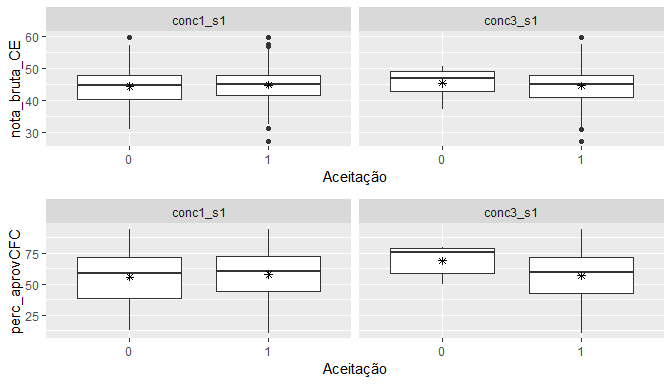 conc1_s1 conc3_s1
nota_bruta_CE
60
50
40
30
0 1 0 1
Aceitação
conc1_s1 conc3_s1
perc_aprovCFC
75
50
25
0 1 0 1
Aceitação